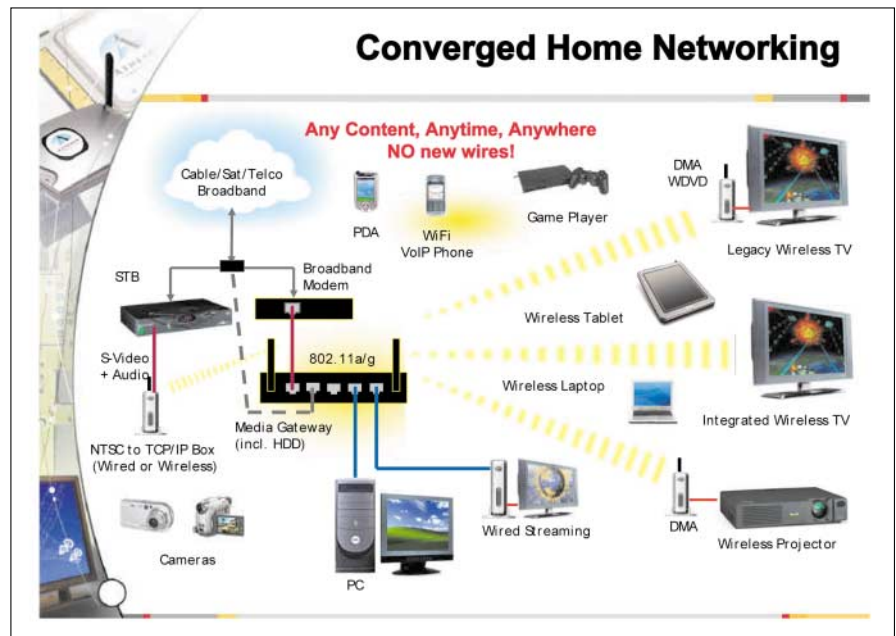 Converged Home Networking
Any Content, Anytime, Anywhere
NO new wires!
Cable/Sat/Telco
Broadband
PDA
WiFi
VoIP Phone
Game Player
DMA
WDVD
Legacy Wireless TV
STB
Broadband
Modem
Wireless Tablet
S-Video
+ Audio
802.11a/g
Wireless Laptop
Integrated Wireless TV
Media Gateway
(incl. HDD)
NTSC to TCP/IP Box
(Wired or Wireless)
Cameras
PC
Wired Streaming
DMA
Wireless Projector